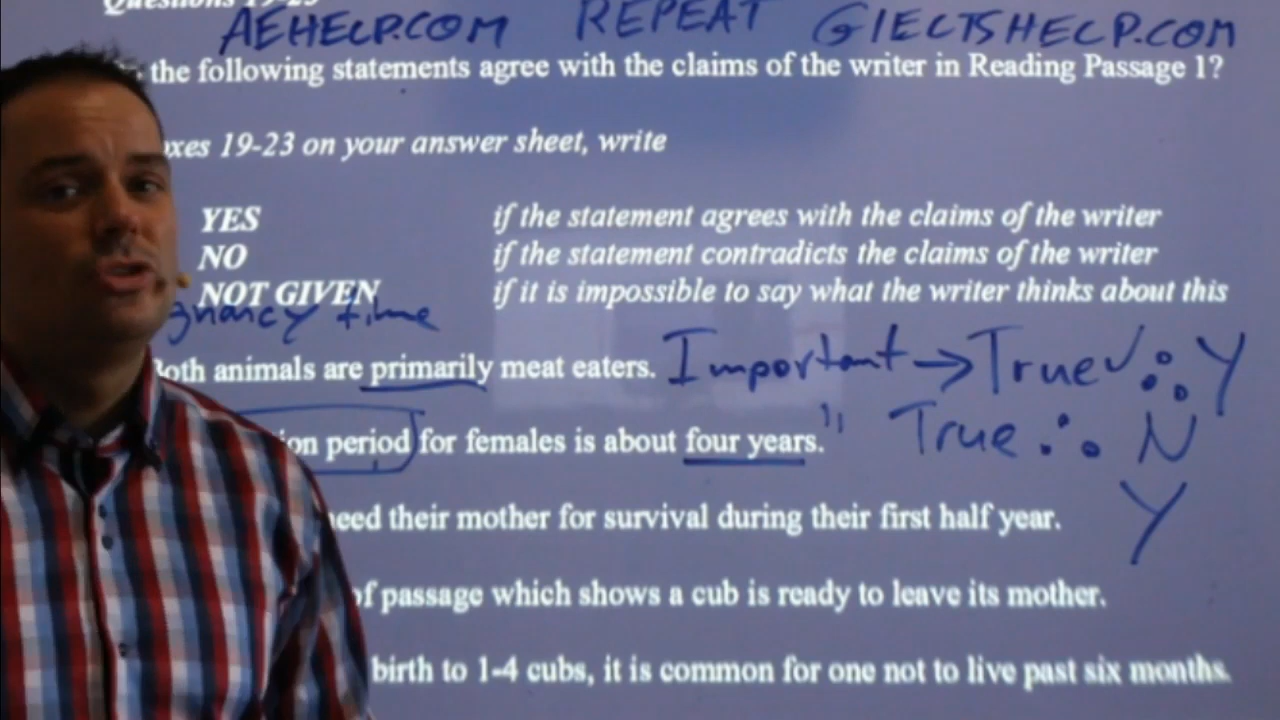 Questions 19-23
AEHELP.COM REPEAT GIELTSHELP.COM
the following statements agree with the claims of the writer in Reading Passage 1?
xes 19-23 on your answer sheet, write
YES if the statement agrees with the claims of the writer
NO if the statement contradicts the claims of the writer
NOT GIVEN if it is impossible to say what the writer thinks about this
gnancy time
Both animals are primarily meat eaters. Important → True ✓ ∴ Y
ion period for females is about four years. " True ∴ N
need their mother for survival during their first half year. Y
of passage which shows a cub is ready to leave its mother.
birth to 1-4 cubs, it is common for one not to live past six months.